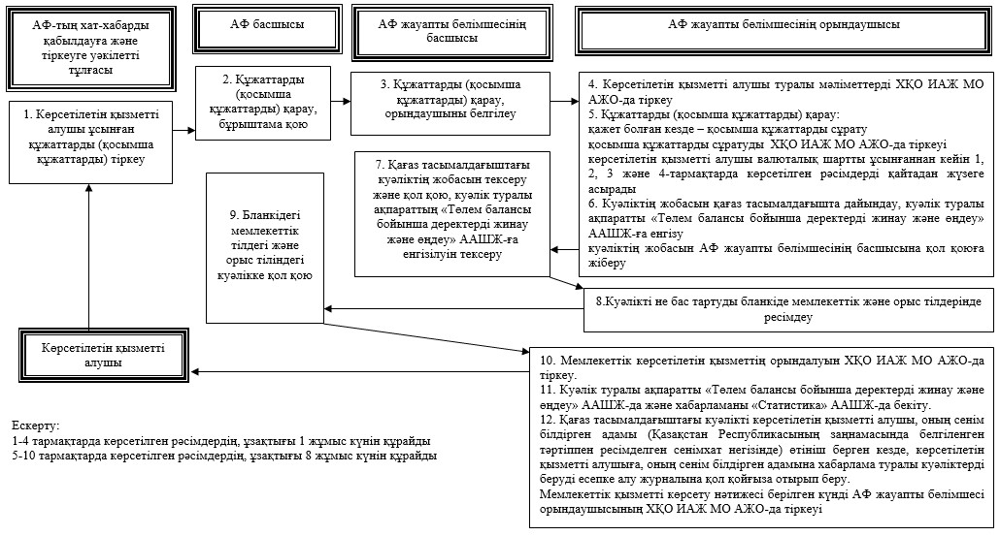 АФ-тың хат-хабарды
қабылдауға және
тіркеуге уәкілетті
тұлғасы
АФ басшысы
АФ жауапты бөлімшесінің
басшысы
АФ жауапты бөлімшесінің орындаушысы
1. Көрсетілетін қызметті
алушы ұсынған
құжаттарды (қосымша
құжаттарды) тіркеу
2. Құжаттарды
(қосымша
құжаттарды) қарау,
бұрыштама қою
3. Құжаттарды (қосымша
құжаттарды) қарау,
орындаушыны белгілеу
4. Көрсетілетін қызметті алушы туралы мәліметтерді ХҚО ИАЖ МО
АЖО-да тіркеу
5. Құжаттарды (қосымша құжаттарды) қарау:
қажет болған кезде – қосымша құжаттарды сұрату
қосымша құжаттарды сұратуды ХҚО ИАЖ МО АЖО-да тіркеуі
көрсетілетін қызметті алушы валюталық шартты ұсынғаннан кейін 1,
2, 3 және 4-тармақтарда көрсетілген рәсімдерді қайтадан жүзеге
асырады
6. Куәліктің жобасын қағаз тасымалдағышта дайындау, куәлік туралы
ақпаратты «Төлем балансы бойынша деректерді жинау және өңдеу»
ААШЖ-ға енгізу
куәліктің жобасын АФ жауапты бөлімшесінің басшысына қол қоюға
жіберу
7. Қағаз тасымалдағыштағы
куәліктің жобасын тексеру
және қол қою, куәлік туралы
ақпараттың «Төлем балансы
бойынша деректерді жинау
және өңдеу» ААШЖ-ға
енгізілуін тексеру
8.Куәлікті не бас тартуды бланкіде мемлекеттік және орыс тілдерінде
ресімдеу
9. Бланкідегі
мемлекеттік
тілдегі және
орыс тіліндегі
куәлікке қол қою
Көрсетілетін қызметті
алушы
10. Мемлекеттік көрсетілетін қызметтің орындалуын ХҚО ИАЖ МО АЖО-да
тіркеу.
11. Куәлік туралы ақпаратты «Төлем балансы бойынша деректерді жинау және
өңдеу» ААШЖ-да және хабарламаны «Статистика» ААШЖ-да бекіту.
12. Қағаз тасымалдағыштағы куәлікті көрсетілетін қызметті алушы, оның сенім
білдірген адамы (Қазақстан Республикасының заңнамасында белгіленген
тәртіппен ресімделген сенімхат негізінде) өтініш берген кезде, көрсетілетін
қызметті алушыға, оның сенім білдірген адамына хабарлама туралы куәліктерді
беруді есепке алу журналына қол қойғыза отырып беру.
Мемлекеттік қызметті көрсету нәтижесі берілген күнді АФ жауапты бөлімшесі
орындаушысының ХҚО ИАЖ МО АЖО-да тіркеуі
Ескерту:
1-4 тармақтарда көрсетілген рәсімдердің, ұзақтығы 1 жұмыс күнін құрайды
5-10 тармақтарда көрсетілген рәсімдердің, ұзақтығы 8 жұмыс күнін құрайды